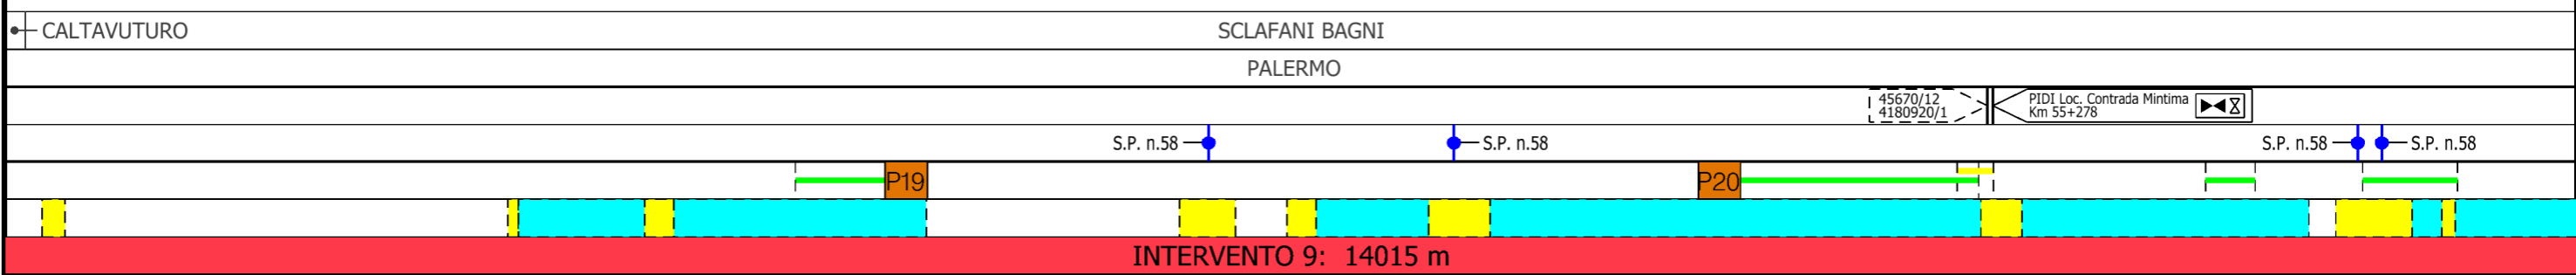 CALTAVUTURO
SCLAFANI BAGNI
PALERMO
45670/12
4180920/1
PIDI Loc. Contrada Mintima
Km 55+278
S.P. n.58
S.P. n.58
S.P. n.58
S.P. n.58
P19
P20
INTERVENTO 9: 14015 m